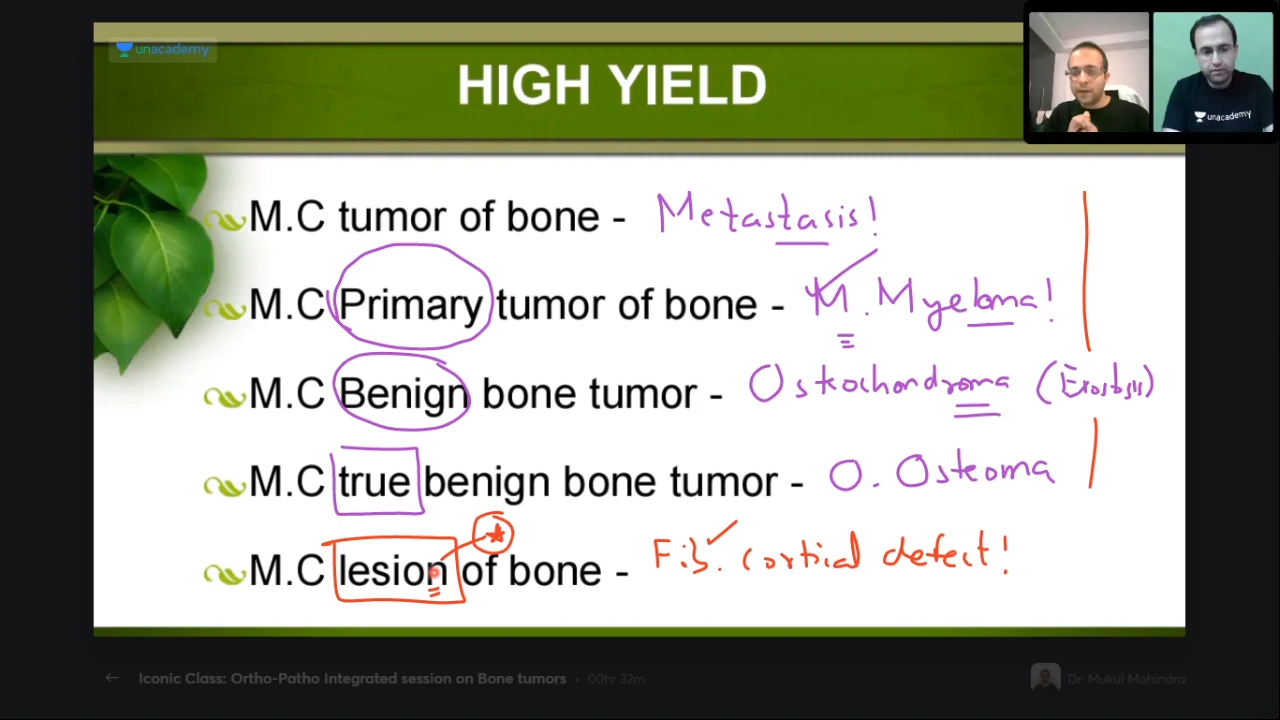 unacademy
HIGH YIELD
unacademy
M.C tumor of bone - Metastasis!
M.C Primary tumor of bone - M. Myeloma!
M.C Benign bone tumor - Osteochondroma (Exostosis)
M.C true benign bone tumor - O. Osteoma
M.C lesion of bone - Fib. cortical defect!
← Iconic Class: Ortho-Patho Integrated session on Bone tumors • 00hr 32m
Dr. Mukul Mohindra